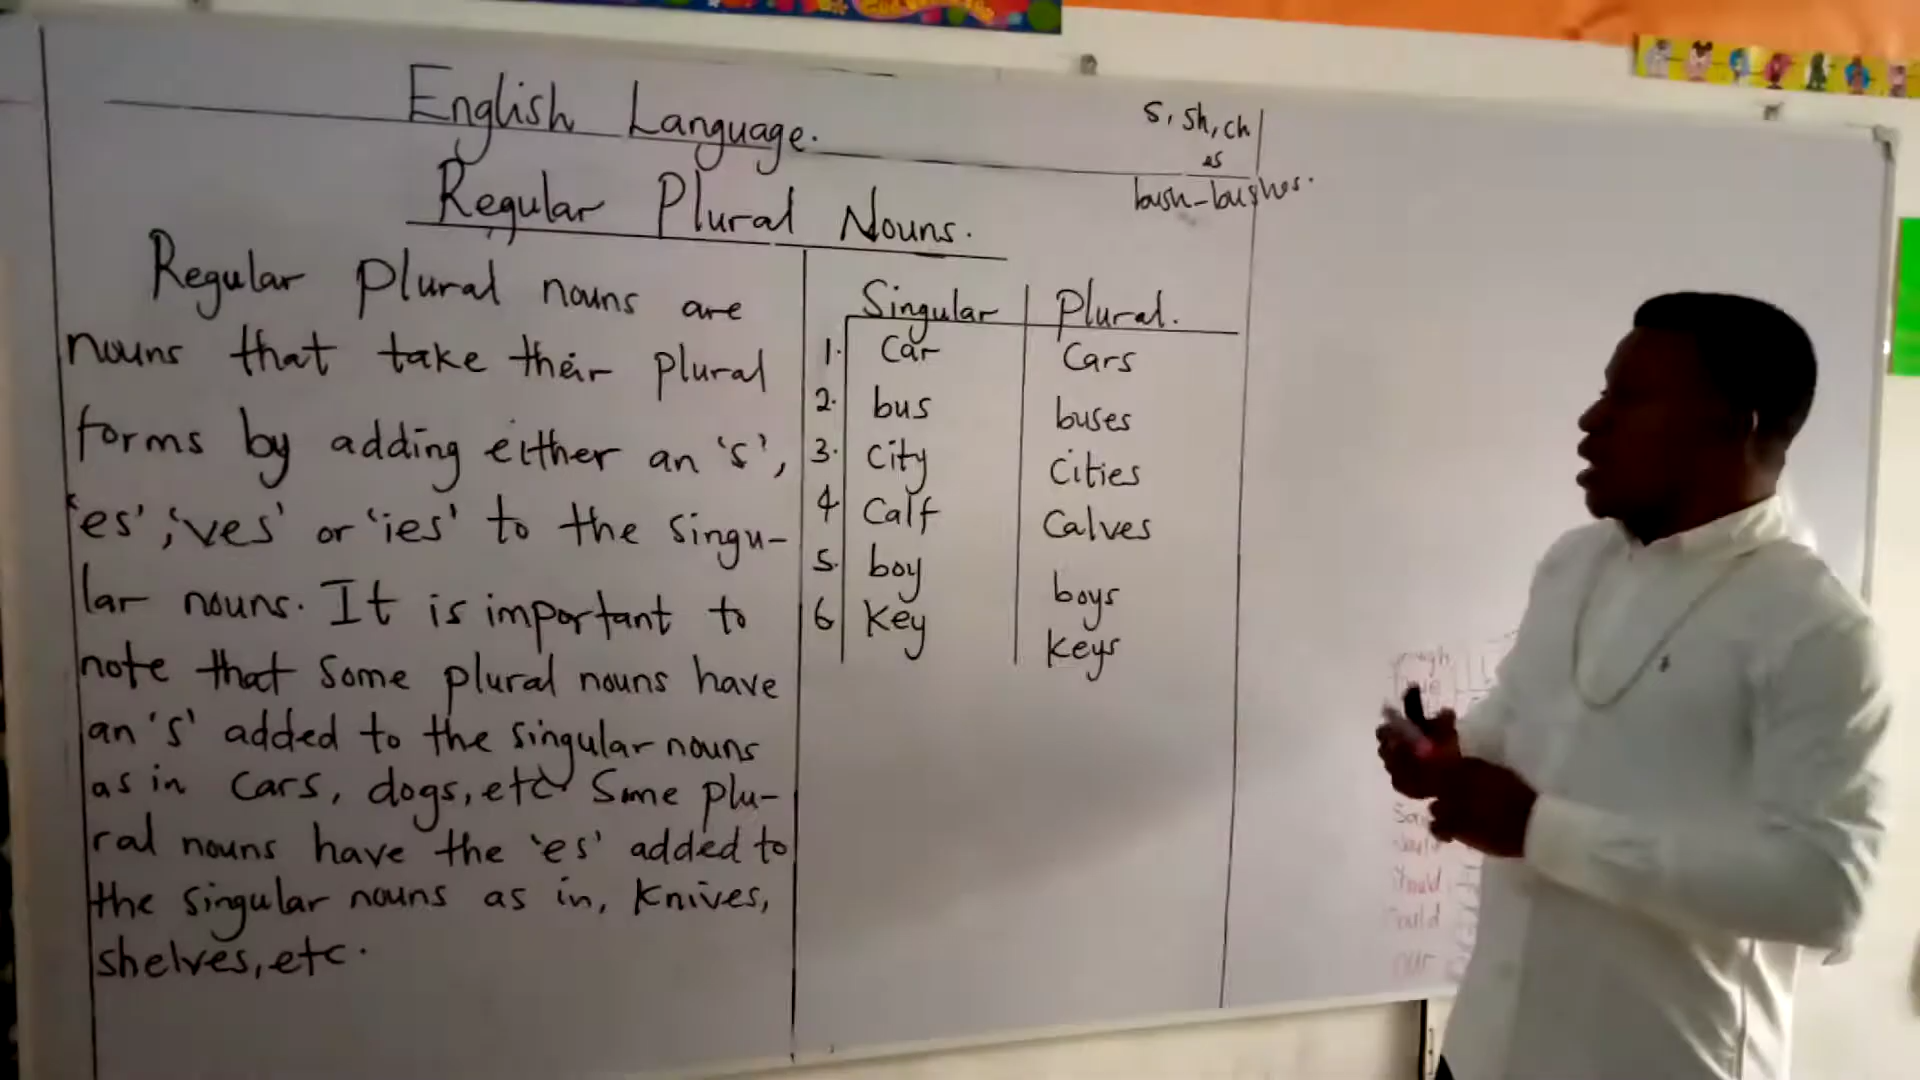 English Language.
s, sh, ch
es
bush-bushes.
Regular Plural Nouns.
Regular plural nouns are
nouns that take their plural
forms by adding either an 's',
'es', 'ves' or 'ies' to the singu-
lar nouns. It is important to
note that some plural nouns have
an 's' added to the singular nouns
as in cars, dogs, etc Some plu-
ral nouns have the 'es' added to
the singular nouns as in, knives,
shelves, etc.
Singular Plural.
1. Car Cars
2. bus buses
3. City Cities
4 Calf Calves
5. boy boys
6 Key Keys
Should